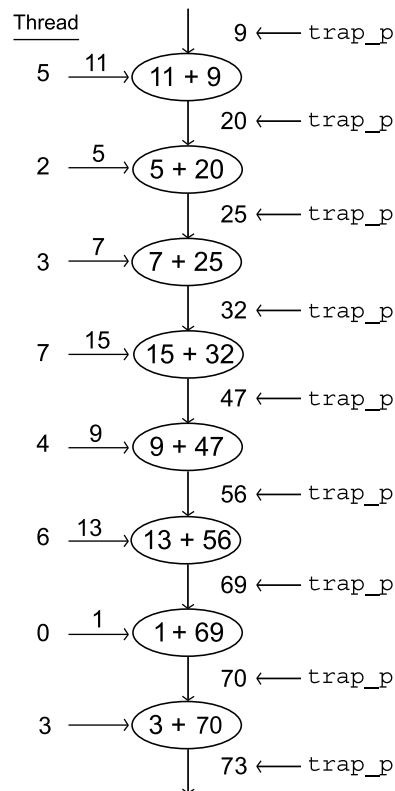 Thread
9 trap_p
5 11 11 + 9
20 trap_p
2 5 5 + 20
25 trap_p
3 7 7 + 25
32 trap_p
7 15 15 + 32
47 trap_p
4 9 9 + 47
56 trap_p
6 13 13 + 56
69 trap_p
0 1 1 + 69
70 trap_p
3 3 + 70
73 trap_p